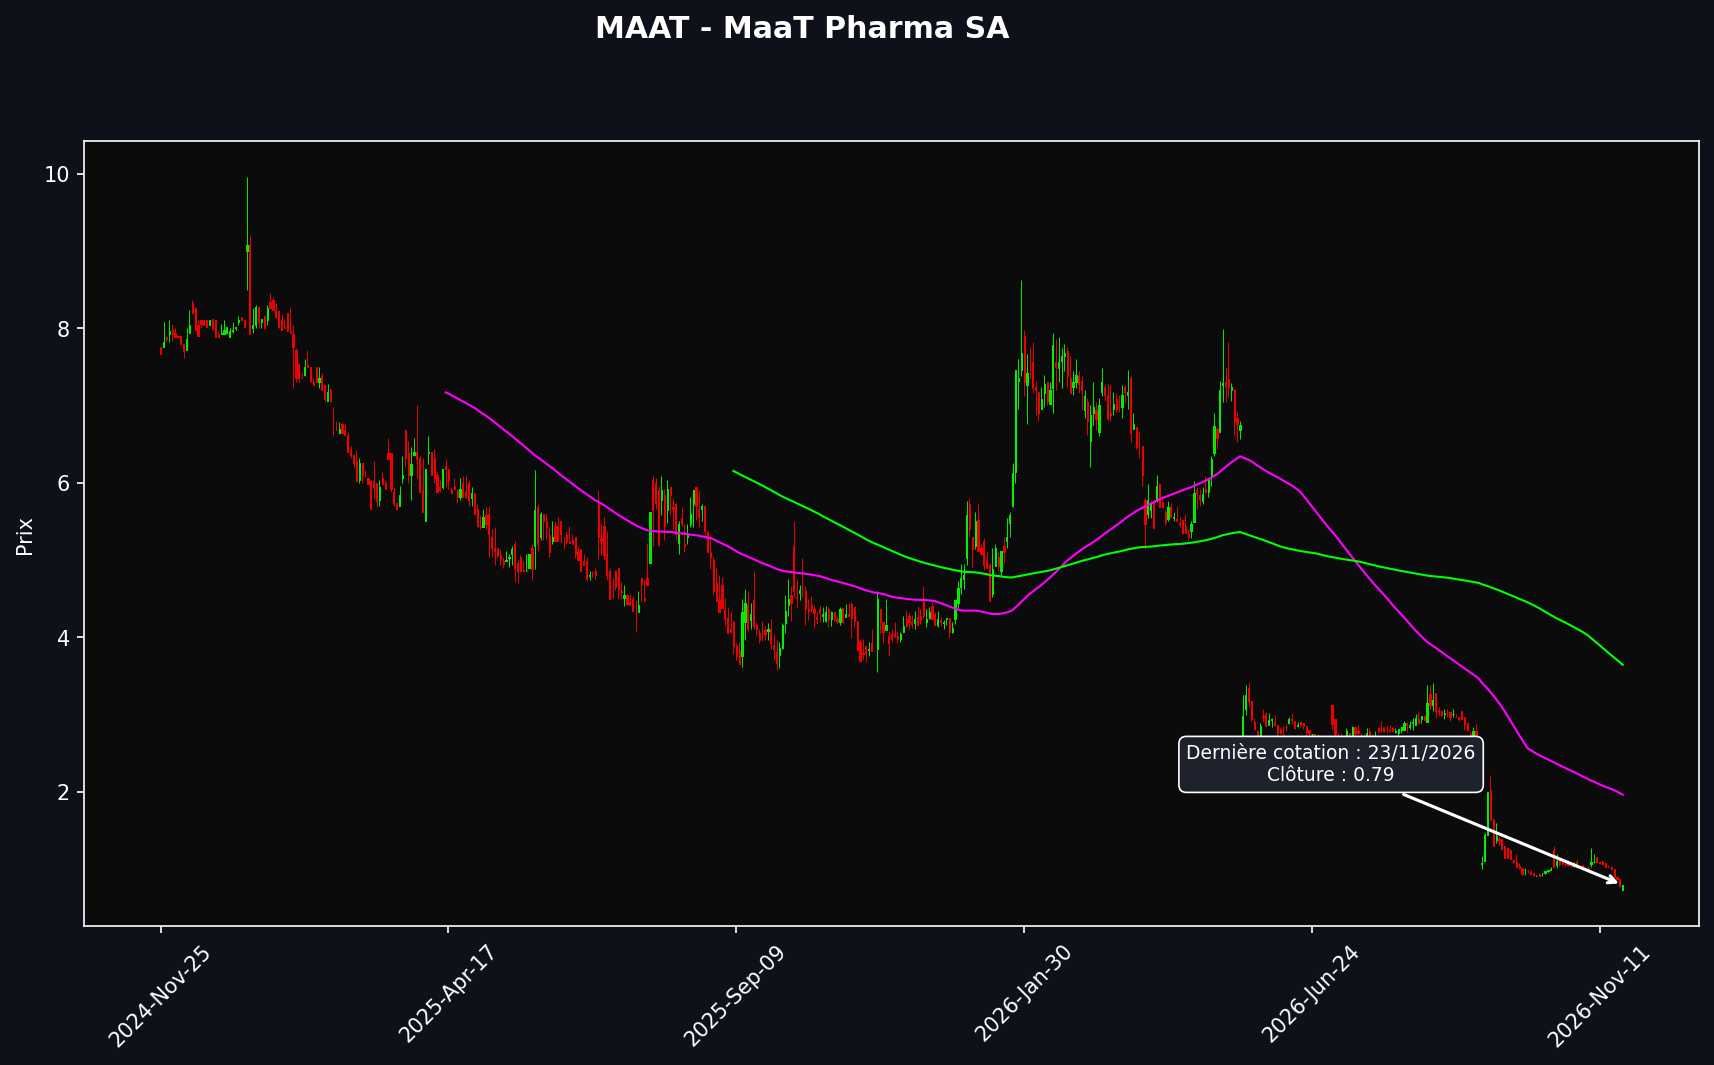 MAAT - MaaT Pharma SA
Prix
10
8
6
4
2
Dernière cotation : 23/11/2026
Clôture : 0.79
2024-Nov-25
2025-Apr-17
2025-Sep-09
2026-Jan-30
2026-Jun-24
2026-Nov-11